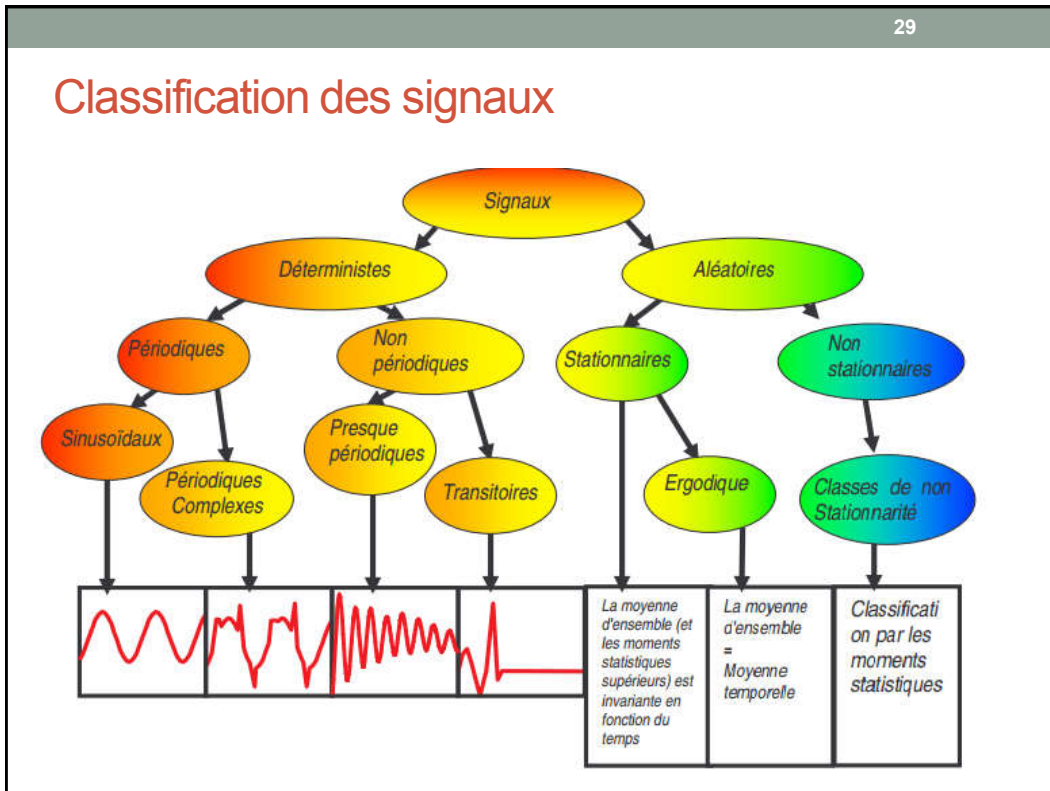 29
Classification des signaux
Signaux
Déterministes
Aléatoires
Périodiques
Non
périodiques
Stationnaires
Non
stationnaires
Sinusoïdaux
Périodiques
Complexes
Presque
périodiques
Transitoires
Ergodique
Classes de non
Stationnarité
La moyenne
d'ensemble (et
les moments
statistiques
supérieurs) est
invariante en
fonction du
temps
La moyenne
d'ensemble
=
Moyenne
temporelle
Classificati
on par les
moments
statistiques